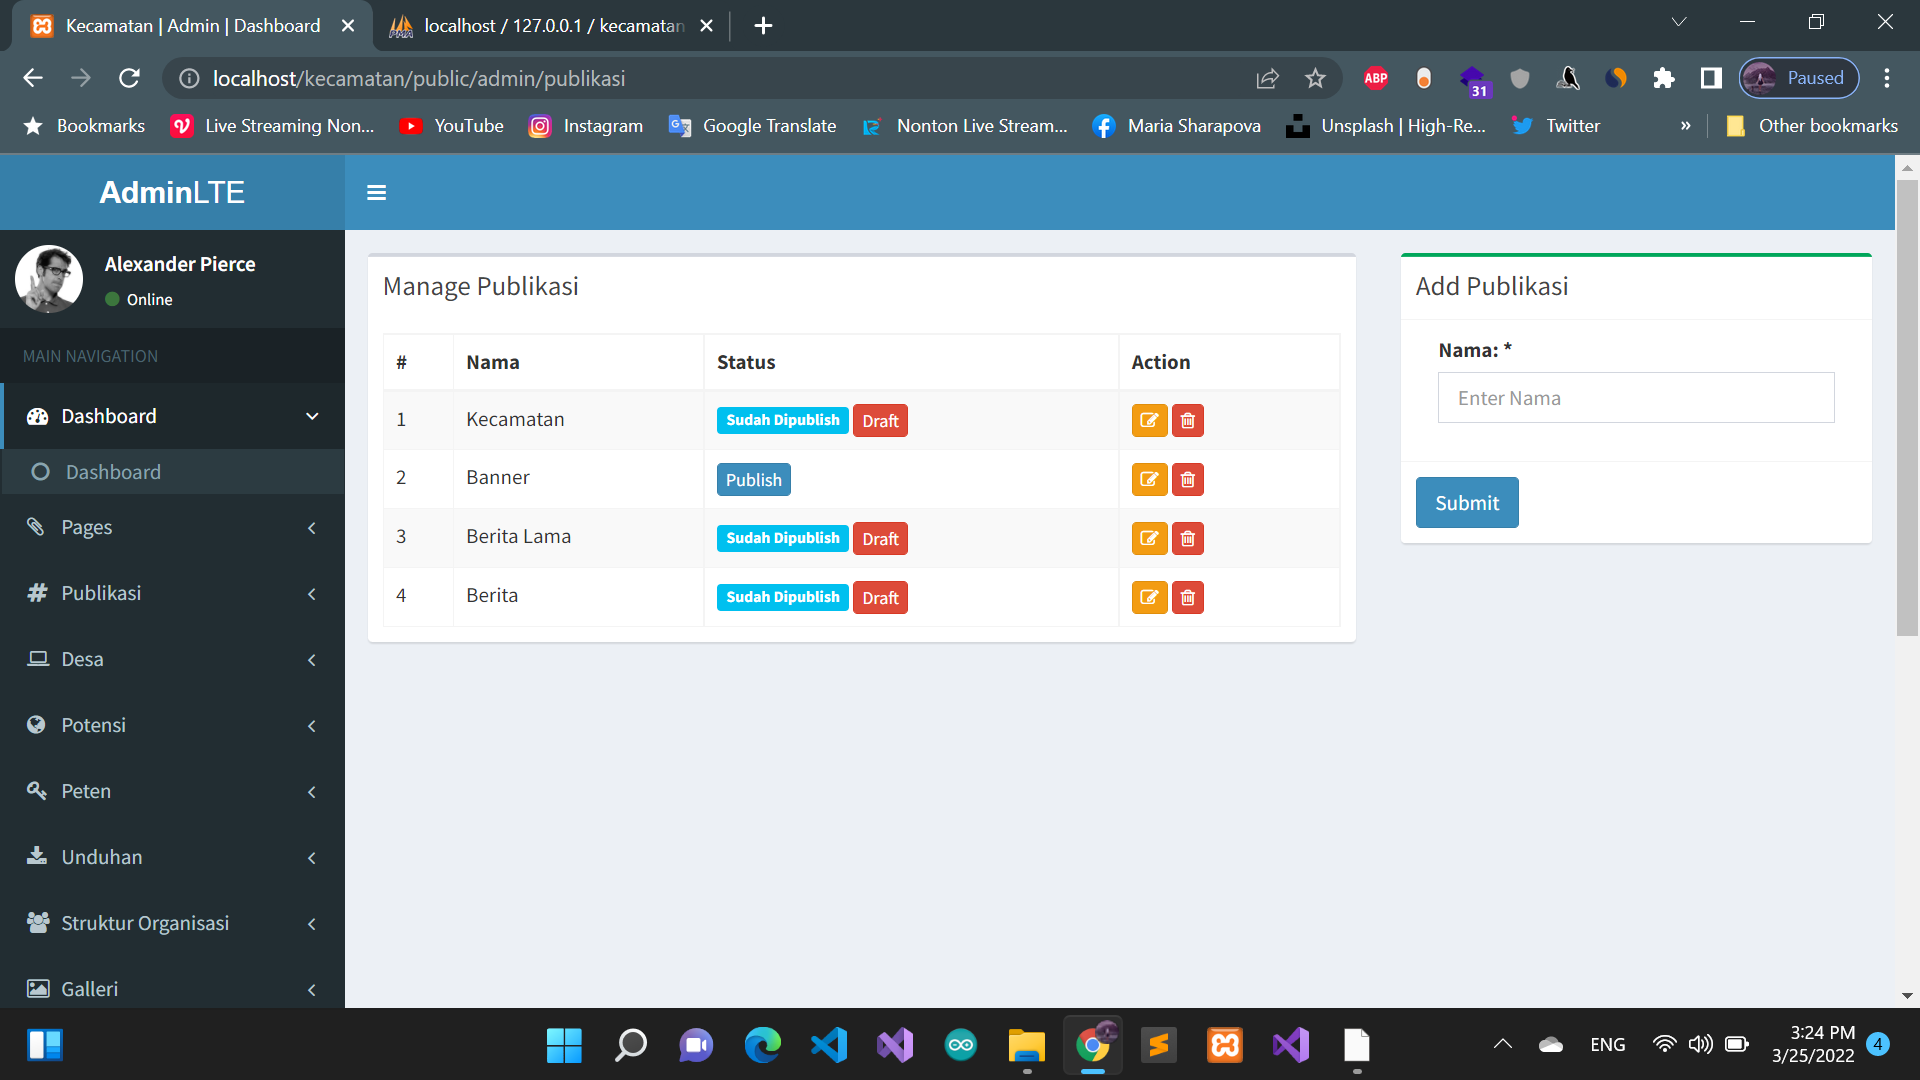 Kecamatan | Admin | Dashboard
localhost / 127.0.0.1 / kecamatan
localhost/kecamatan/public/admin/publikasi
ABP
31
Paused
Bookmarks
Live Streaming Non...
YouTube
Instagram
Google Translate
Nonton Live Stream...
Maria Sharapova
Unsplash | High-Re...
Twitter
»
Other bookmarks
AdminLTE
Alexander Pierce
Online
MAIN NAVIGATION
Dashboard
Dashboard
Pages
Publikasi
Desa
Potensi
Peten
Unduhan
Struktur Organisasi
Galleri
Manage Publikasi
# Nama Status Action
1 Kecamatan Sudah Dipublish Draft
2 Banner Publish
3 Berita Lama Sudah Dipublish Draft
4 Berita Sudah Dipublish Draft
Add Publikasi
Nama: *
Enter Nama
Submit
ENG
3:24 PM
3/25/2022
4